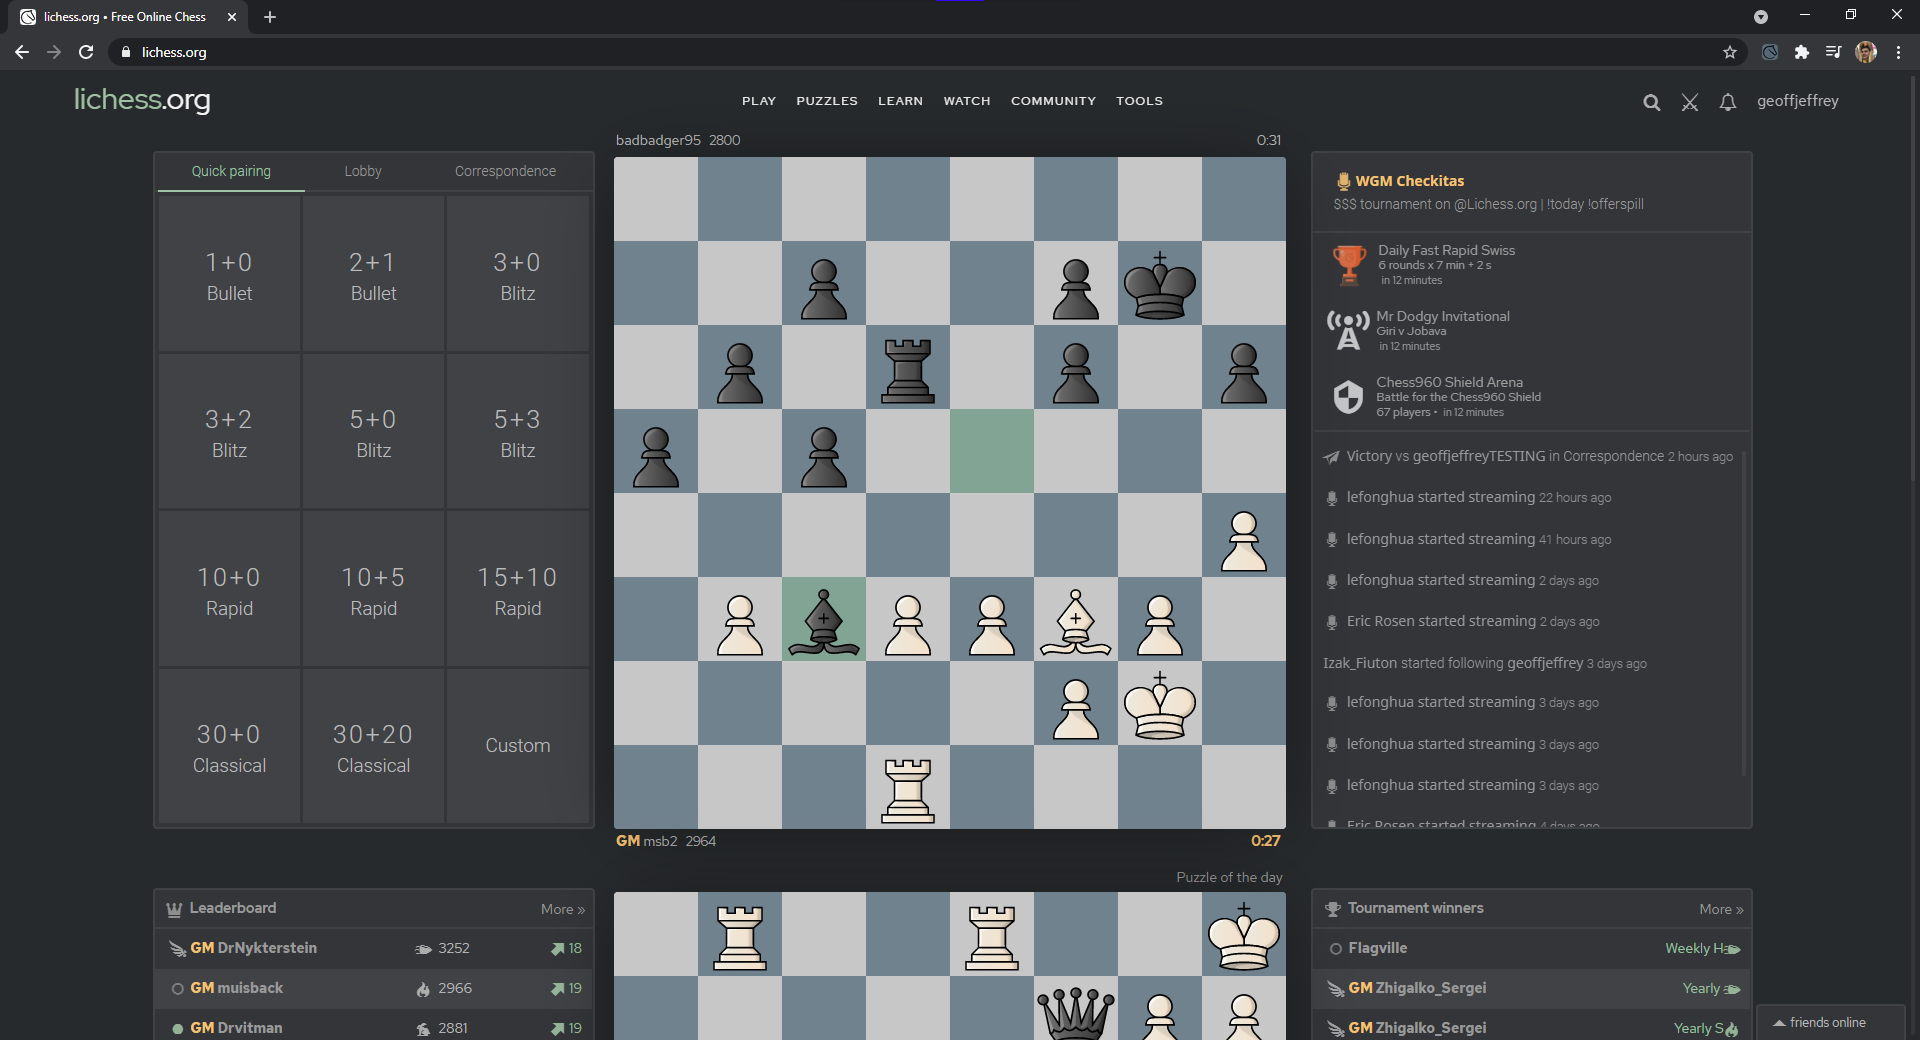 lichess.org • Free Online Chess
lichess.org
lichess.org
PLAY PUZZLES LEARN WATCH COMMUNITY TOOLS
geoffjeffrey
Quick pairing Lobby Correspondence
1+0
Bullet
2+1
Bullet
3+0
Blitz
3+2
Blitz
5+0
Blitz
5+3
Blitz
10+0
Rapid
10+5
Rapid
15+10
Rapid
30+0
Classical
30+20
Classical
Custom
badbadger95 2800 0:31
GM msb2 2964 0:27
WGM Checkitas
$$$ tournament on @Lichess.org | !today !offerspill
Daily Fast Rapid Swiss
6 rounds x 7 min + 2 s
in 12 minutes
Mr Dodgy Invitational
Giri v Jobava
in 12 minutes
Chess960 Shield Arena
Battle for the Chess960 Shield
67 players • in 12 minutes
Victory vs geoffjeffreyTESTING in Correspondence 2 hours ago
lefonghua started streaming 22 hours ago
lefonghua started streaming 41 hours ago
lefonghua started streaming 2 days ago
Eric Rosen started streaming 2 days ago
Izak_Fiuton started following geoffjeffrey 3 days ago
lefonghua started streaming 3 days ago
lefonghua started streaming 3 days ago
lefonghua started streaming 3 days ago
Eric Rosen started streaming 4 days ago
Leaderboard More »
GM DrNykterstein 3252 18
GM muisback 2966 19
GM Drvitman 2881 19
Puzzle of the day
Tournament winners More »
Flagville Weekly H
GM Zhigalko_Sergei Yearly
GM Zhigalko_Sergei Yearly S
friends online